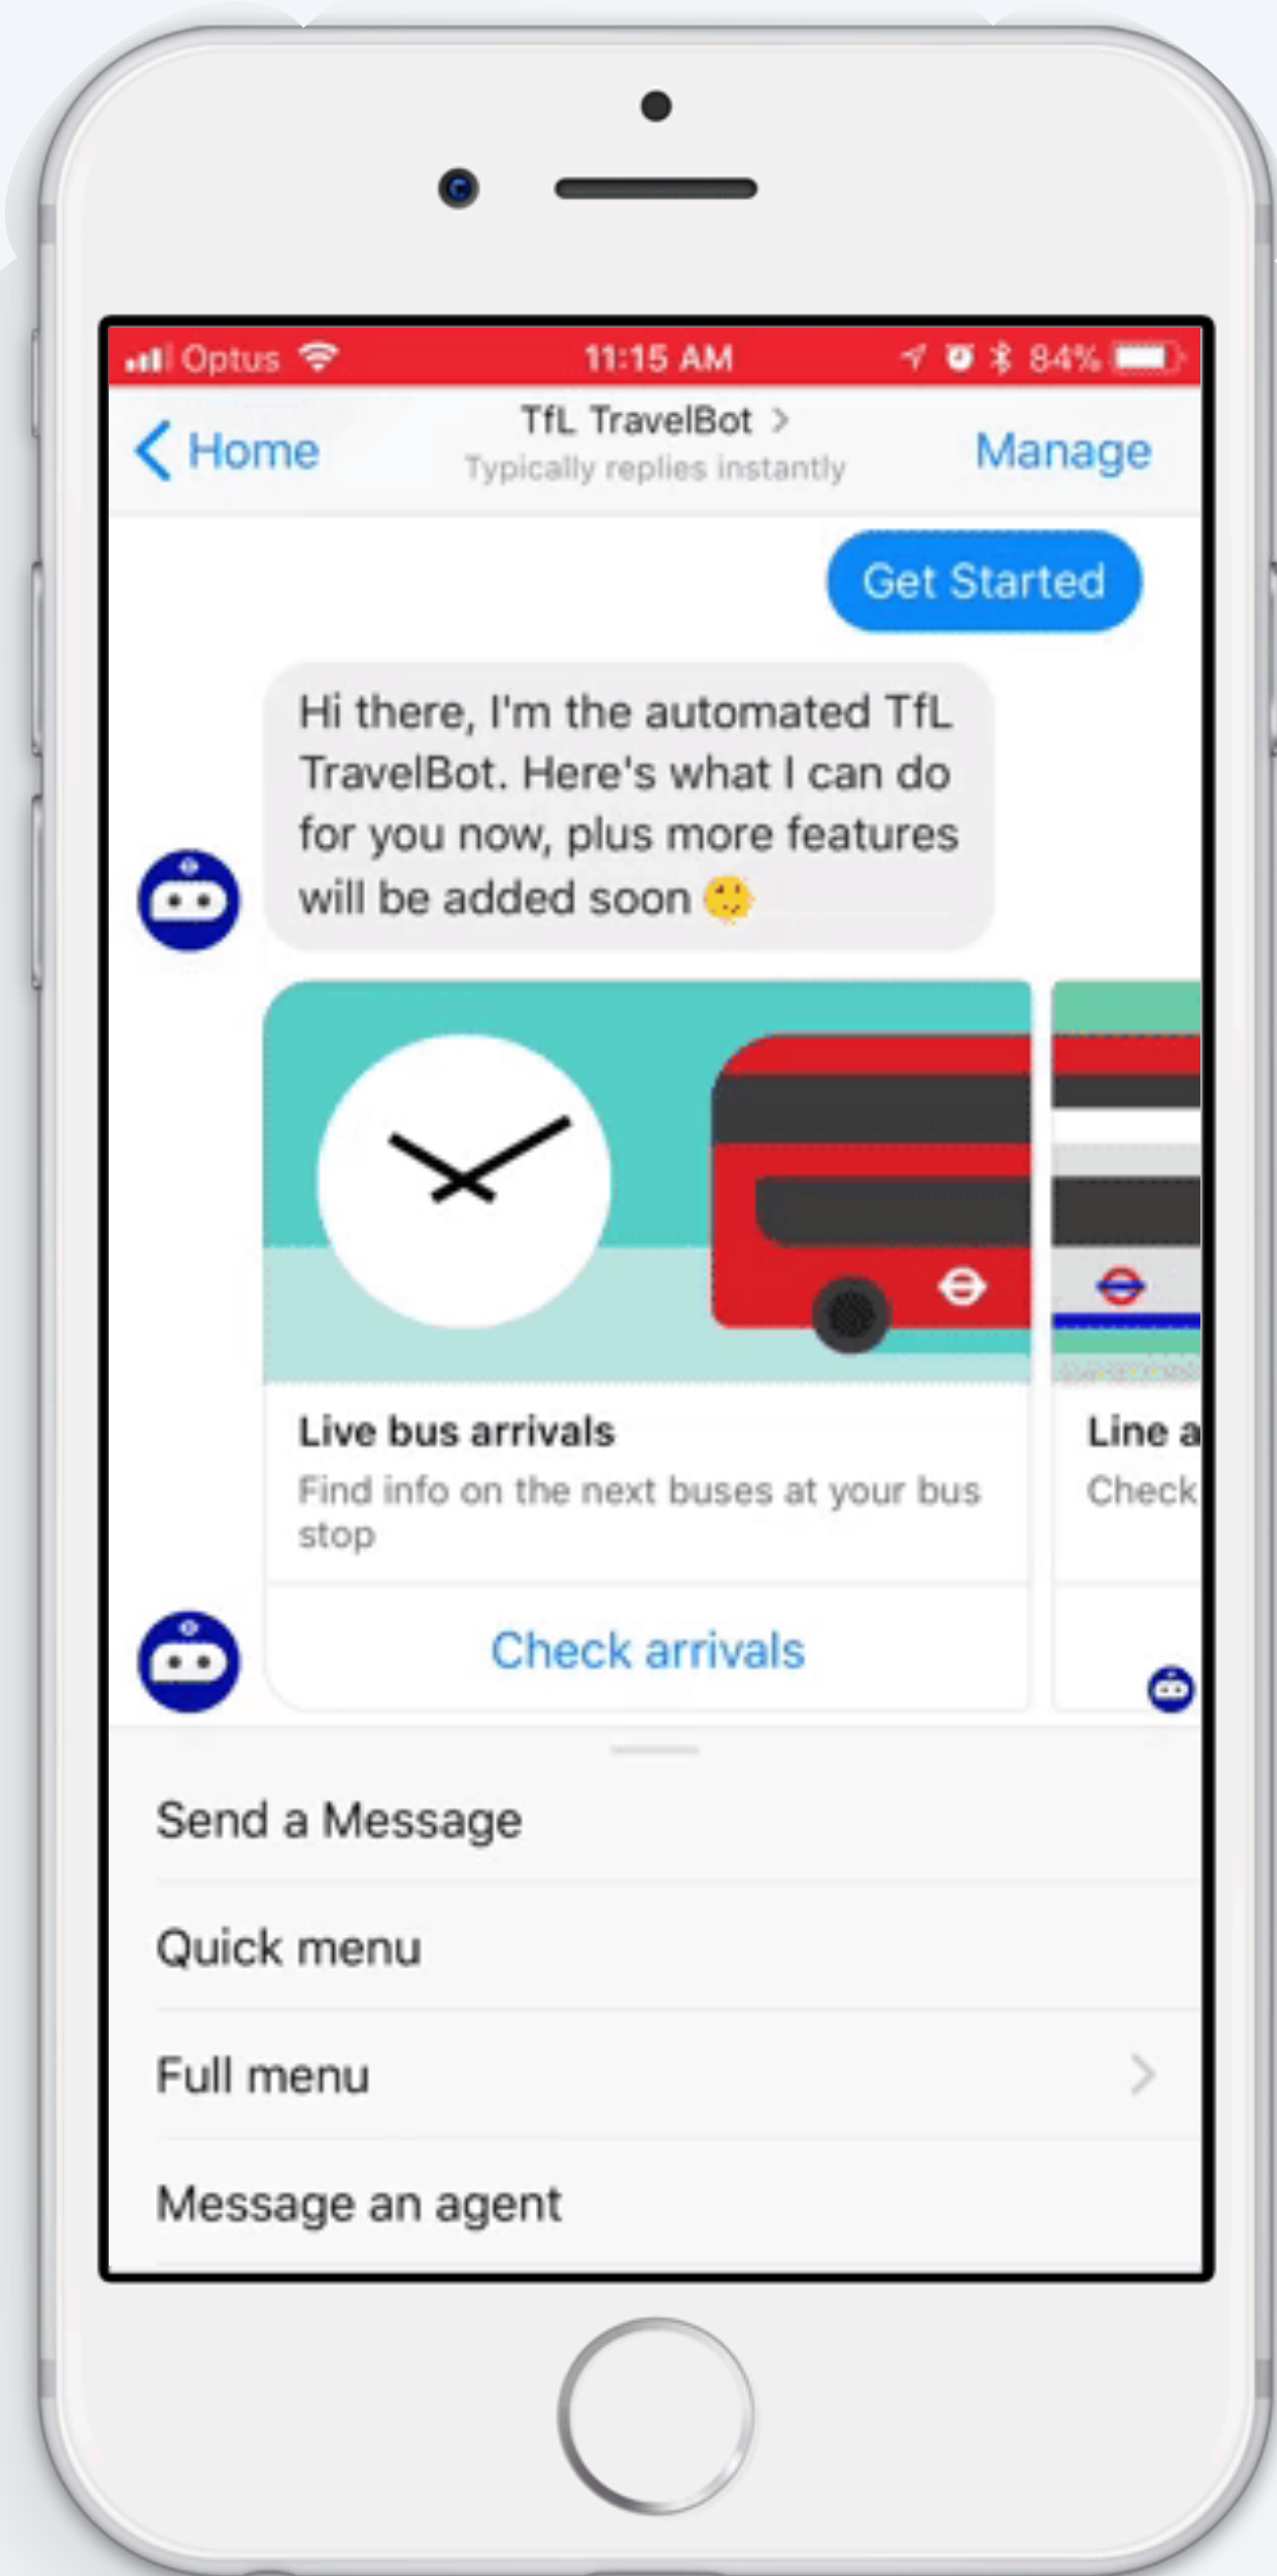 Optus 11:15 AM 84%
Home TfL TravelBot > Manage
Typically replies instantly
Get Started
Hi there, I'm the automated TfL
TravelBot. Here's what I can do
for you now, plus more features
will be added soon
Live bus arrivals
Find info on the next buses at your bus
stop
Check arrivals
Line a
Check
Send a Message
Quick menu
Full menu
Message an agent